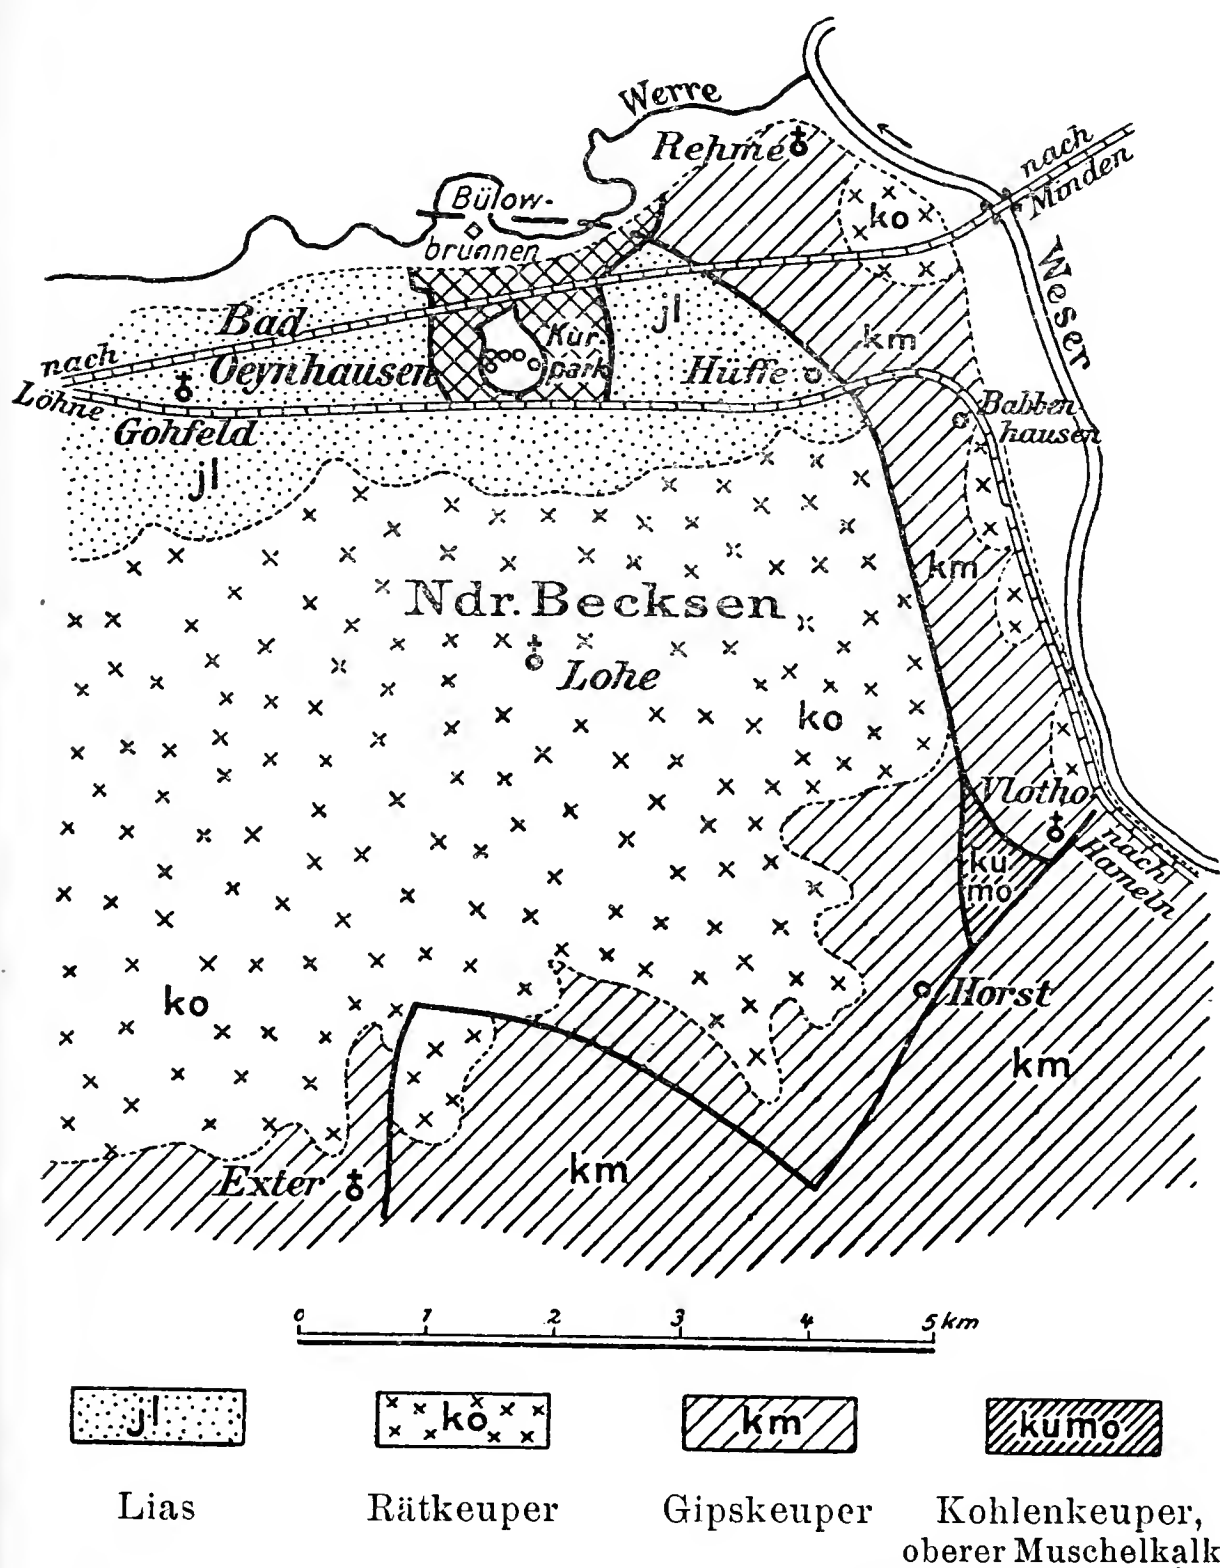 Werre
Rehme
nach
Minden
Bülow-
brunnen
ko
Weser
Bad
Oeynhausen
Kur-
park
jl
km
nach
Löhne
Hüffe
Babben-
hausen
Gohfeld
jl
km
Ndr. Becksen
Lohe
ko
Vlotho
nach
Hameln
ku
mo
ko
Horst
km
Exter
km
0 1 2 3 4 5 km
jl ko km kumo
Lias Rätkeuper Gipskeuper Kohlenkeuper,
oberer Muschelkalk